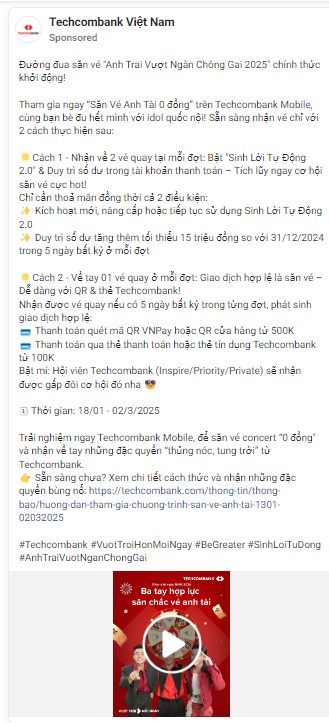 Techcombank Việt Nam
Sponsored
Đường đua săn vé "Anh Trai Vượt Ngàn Chông Gai 2025" chính thức
khởi động!
Tham gia ngay “Săn Vé Anh Tài 0 đồng” trên Techcombank Mobile,
cùng bạn bè đu hết mình với idol quốc nội! Sẵn sàng nhận vé chỉ với
2 cách thực hiện sau:
🌟 Cách 1 - Nhận về 2 vé quay tại mỗi đợt: Bật "Sinh Lời Tự Động
2.0" & Duy trì số dư trong tài khoản thanh toán – Tích lũy ngay cơ hội
săn vé cực hot!
Chỉ cần thoả mãn đồng thời cả 2 điều kiện:
✨ Kích hoạt mới, nâng cấp hoặc tiếp tục sử dụng Sinh Lời Tự Động
2.0
✨ Duy trì số dư tăng thêm tối thiểu 15 triệu đồng so với 31/12/2024
trong 5 ngày bất kỳ ở mỗi đợt
🌟 Cách 2 - Về tay 01 vé quay ở mỗi đợt: Giao dịch hợp lệ là săn vé –
Dễ dàng với QR & thẻ Techcombank!
Nhận được vé quay nếu có 5 ngày bất kỳ trong từng đợt, phát sinh
giao dịch hợp lệ:
Thanh toán quét mã QR VNPay hoặc QR cửa hàng từ 500K
Thanh toán qua thẻ thanh toán hoặc thẻ tín dụng Techcombank
từ 100K
Bật mí: Hội viên Techcombank (Inspire/Priority/Private) sẽ nhận
được gấp đôi cơ hội đó nha 😎
🗓 Thời gian: 18/01 - 02/3/2025
Trải nghiệm ngay Techcombank Mobile, để săn vé concert “0 đồng”
và nhận về tay những đặc quyền “thủng nóc, tung trời” từ
Techcombank.
👉 Sẵn sàng chưa? Xem chi tiết cách thức và nhận những đặc
quyền bùng nổ: https://techcombank.com/thong-tin/thong-
bao/huong-dan-tham-gia-chuong-trinh-san-ve-anh-tai-1301-
02032025
#Techcombank #VuotTroiHonMoiNgay #BeGreater #SinhLoiTuDong
#AnhTraiVuotNganChongGai
TECHCOMBANK
Ba tay hợp lực
săn chắc vé anh tài
VƯỢT TRỘI MỖI NGÀY